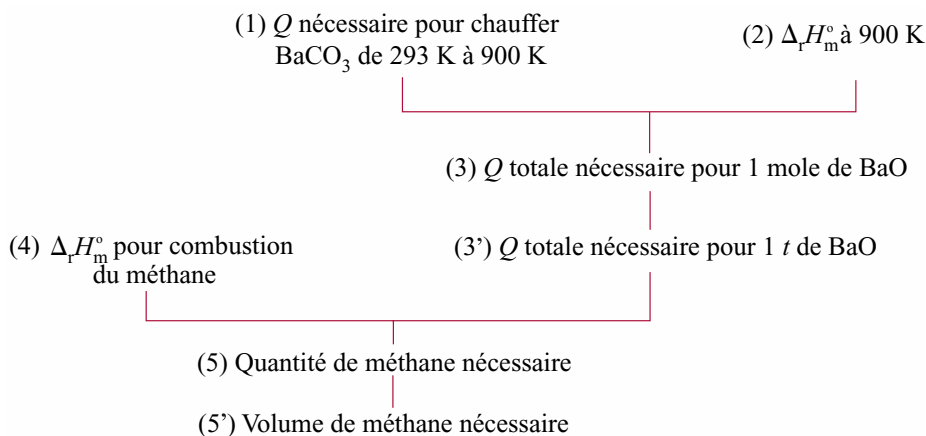 (1) Q nécessaire pour chauffer
BaCO₃ de 293 K à 900 K
(2) ΔᵣH°ₘ à 900 K
(3) Q totale nécessaire pour 1 mole de BaO
(4) ΔᵣH°ₘ pour combustion
du méthane
(3’) Q totale nécessaire pour 1 t de BaO
(5) Quantité de méthane nécessaire
(5’) Volume de méthane nécessaire